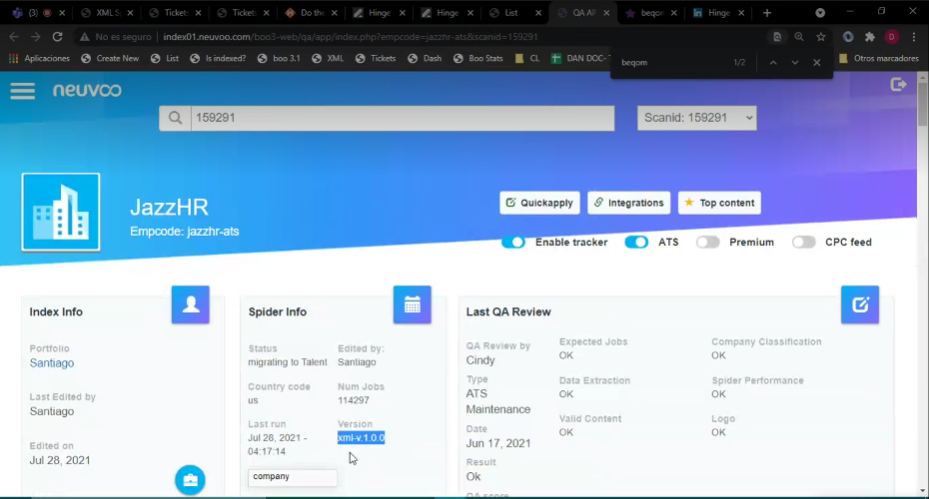 (3)
XML S
Tickets
Tickets
Do the
Hinge
Hinge
List
QA AP
beqom
Hinge
No es seguro | index01.neuvoo.com/boo3-web/qa/app/index.php?empcode=jazzhr-ats&scanid=159291
Aplicaciones
Create New
List
Is indexed?
boo 3.1
XML
Tickets
Dash
Boo Stats
CL
DAN DOC-
beqom
1/2
Otros marcadores
neuvoo
159291
Scanid: 159291
JazzHR
Empcode: jazzhr-ats
Quickapply
Integrations
Top content
Enable tracker
ATS
Premium
CPC feed
Index Info
Portfolio
Santiago
Last Edited by
Santiago
Edited on
Jul 28, 2021
Spider Info
Status
migrating to Talent
Edited by:
Santiago
Country code
us
Num Jobs
114297
Last run
Jul 28, 2021 -
04:17:14
Version
xml-v.1.0.0
company
Last QA Review
QA Review by
Cindy
Type
ATS
Maintenance
Date
Jun 17, 2021
Result
Ok
QA score
Expected Jobs
OK
Data Extraction
OK
Valid Content
OK
Company Classification
OK
Spider Performance
OK
Logo
OK